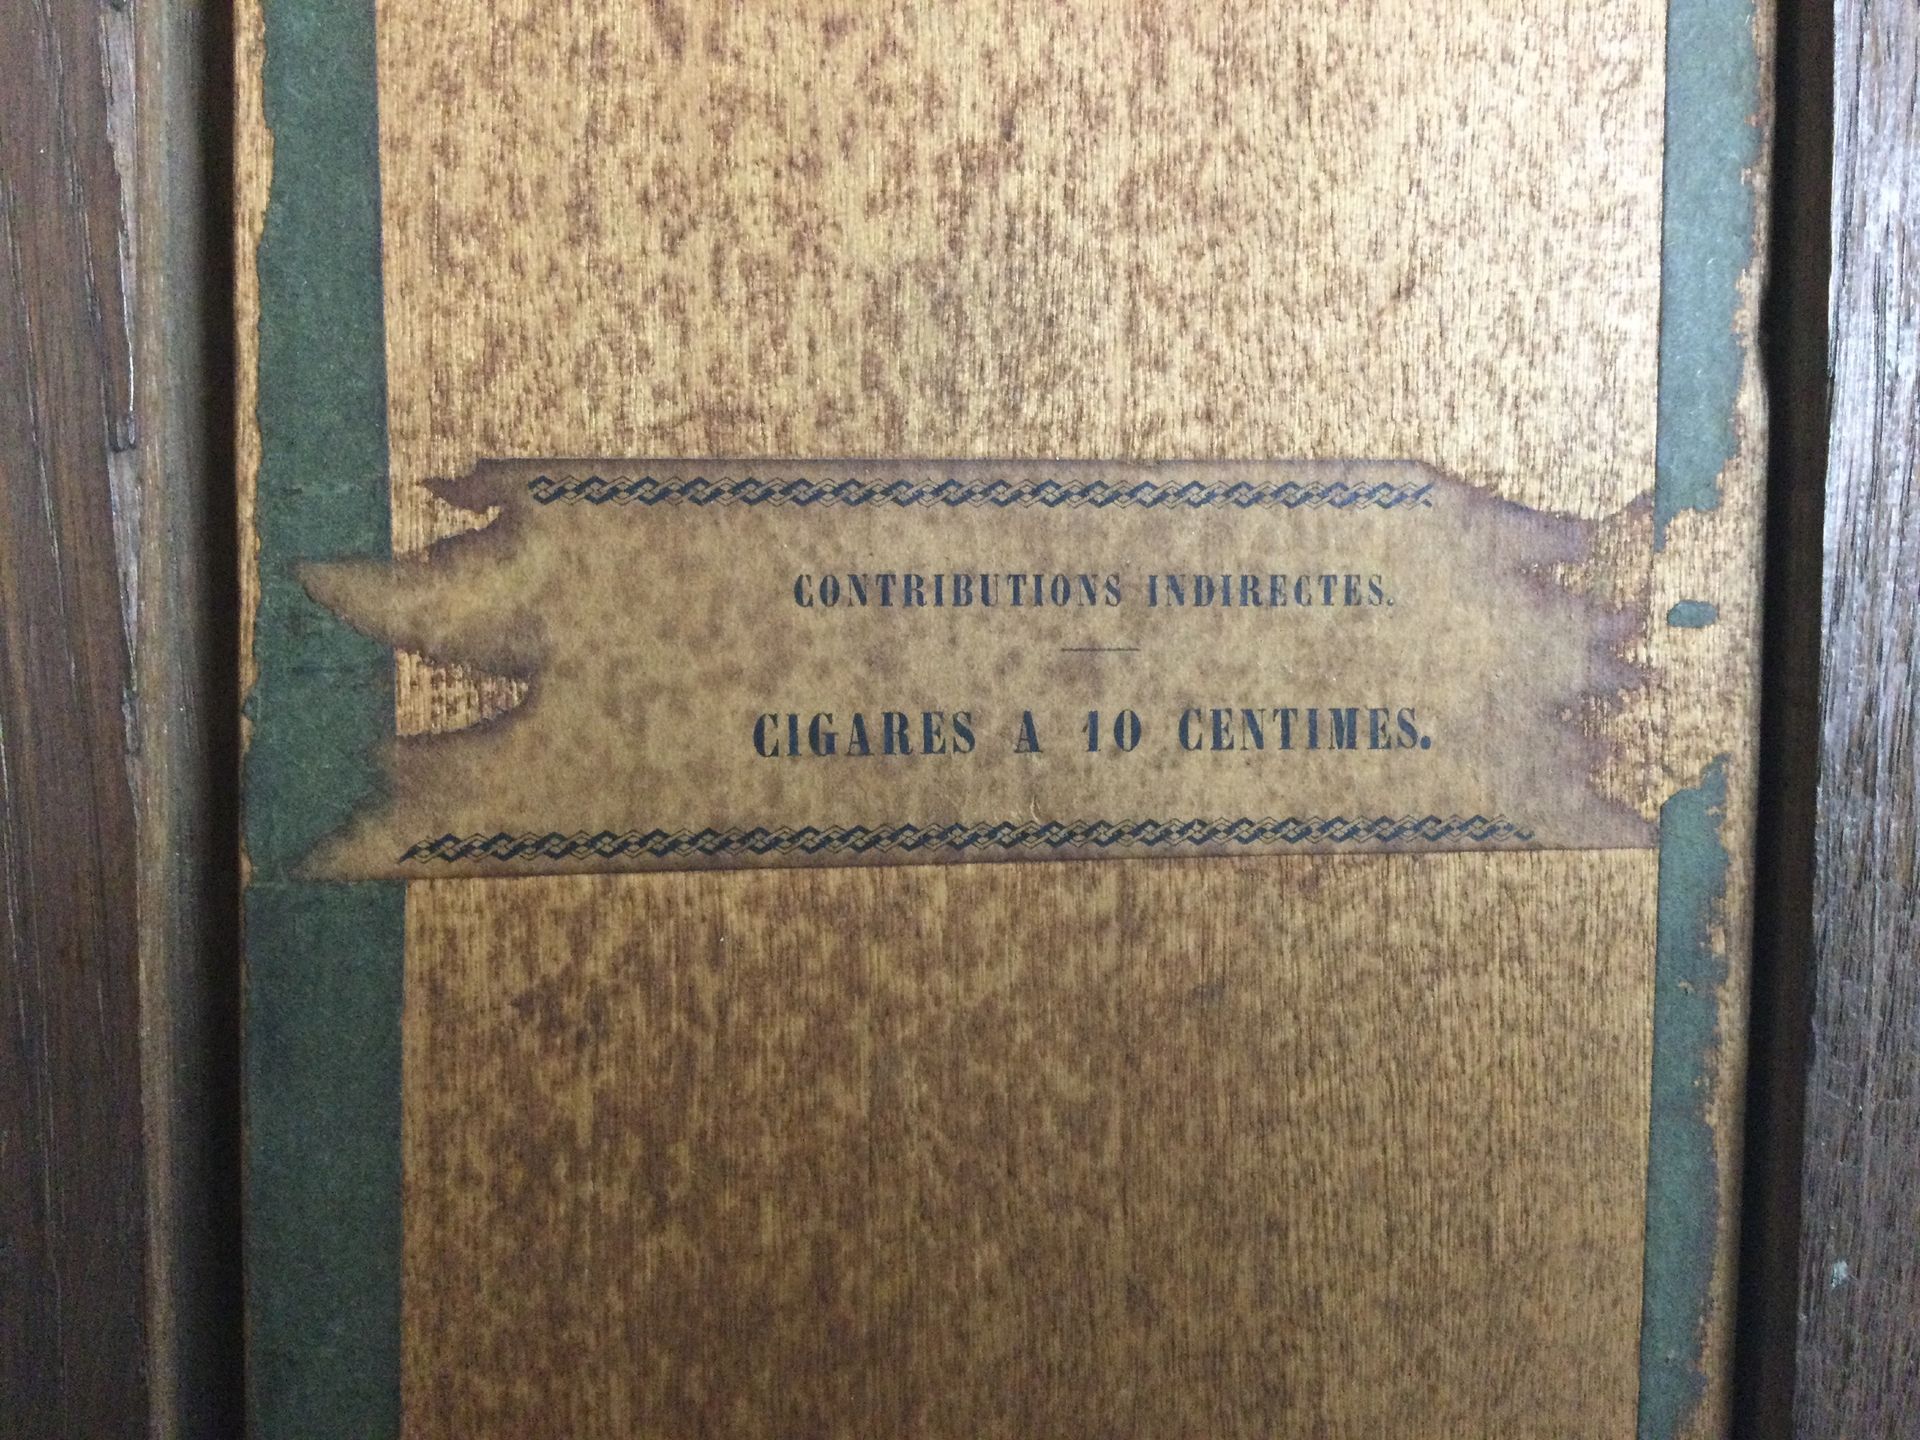 CONTRIBUTIONS INDIRECTES.
CIGARES A 10 CENTIMES.